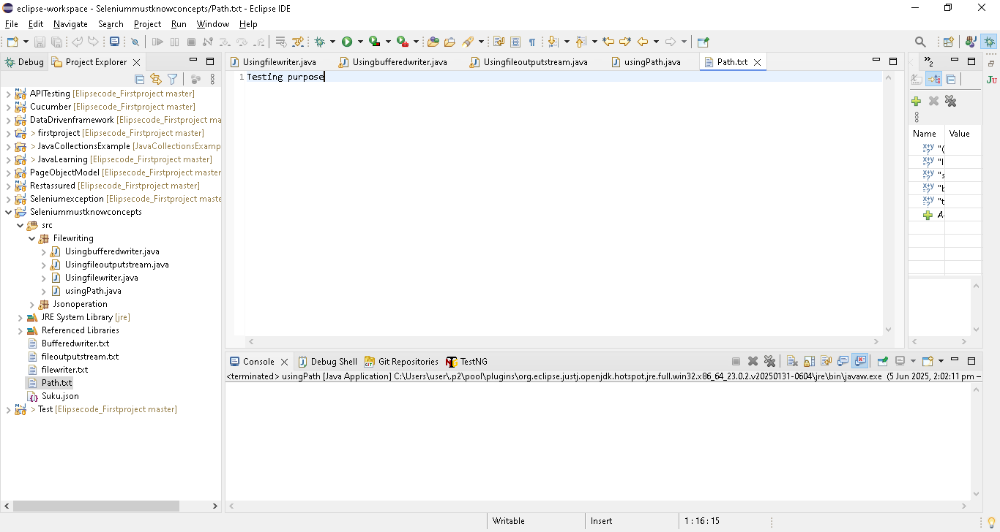 eclipse-workspace - Seleniummustknowconcepts/Path.txt - Eclipse IDE
File Edit Navigate Search Project Run Window Help
Debug Project Explorer
Usingfilewriter.java Usingbufferedwriter.java Usingfileoutputstream.java usingPath.java Path.txt
2
1 Testing purpose
APITesting [Elipsecode_Firstproject master]
Cucumber [Elipsecode_Firstproject master]
DataDrivenframework [Elipsecode_Firstproject ma
> firstproject [Elipsecode_Firstproject master]
> JavaCollectionsExample [JavaCollectionsExamp
> JavaLearning [Elipsecode_Firstproject master]
PageObjectModel [Elipsecode_Firstproject master
Restassured [Elipsecode_Firstproject master]
Seleniumexception [Elipsecode_Firstproject maste
Seleniummustknowconcepts
src
Filewriting
Usingbufferedwriter.java
Usingfileoutputstream.java
Usingfilewriter.java
usingPath.java
Jsonoperation
JRE System Library [jre]
Referenced Libraries
Bufferedwriter.txt
fileoutputstream.txt
filewriter.txt
Path.txt
Suku.json
> Test [Elipsecode_Firstproject master]
Name Value
"(
"l
"s
"b
"t
Console Debug Shell Git Repositories TestNG
<terminated> usingPath [Java Application] C:\Users\user\.p2\pool\plugins\org.eclipse.justj.openjdk.hotspot.jre.full.win32.x86_64_23.0.2.v20250131-0604\jre\bin\javaw.exe (5 Jun 2025, 2:02:11 pm –
Writable Insert 1 : 16 : 15